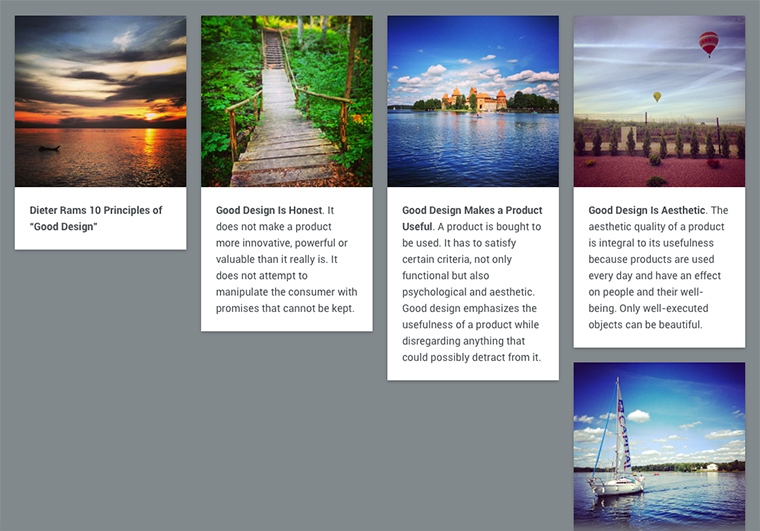 Dieter Rams 10 Principles of
“Good Design”
Good Design Is Honest. It
does not make a product
more innovative, powerful or
valuable than it really is. It
does not attempt to
manipulate the consumer with
promises that cannot be kept.
Good Design Makes a Product
Useful. A product is bought to
be used. It has to satisfy
certain criteria, not only
functional but also
psychological and aesthetic.
Good design emphasizes the
usefulness of a product while
disregarding anything that
could possibly detract from it.
Good Design Is Aesthetic. The
aesthetic quality of a product
is integral to its usefulness
because products are used
every day and have an effect
on people and their well-
being. Only well-executed
objects can be beautiful.